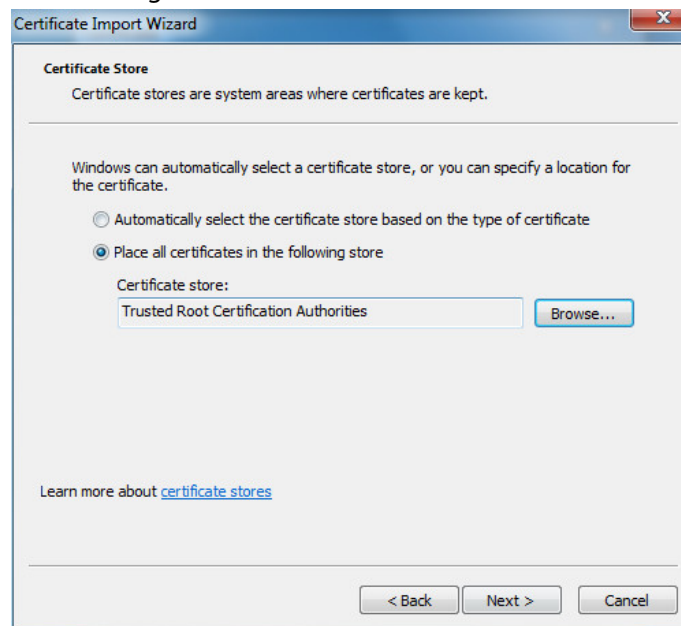 Certificate Import Wizard
Certificate Store
Certificate stores are system areas where certificates are kept.
Windows can automatically select a certificate store, or you can specify a location for
the certificate.
Automatically select the certificate store based on the type of certificate
Place all certificates in the following store
Certificate store:
Trusted Root Certification Authorities
Browse...
Learn more about certificate stores
< Back
Next >
Cancel